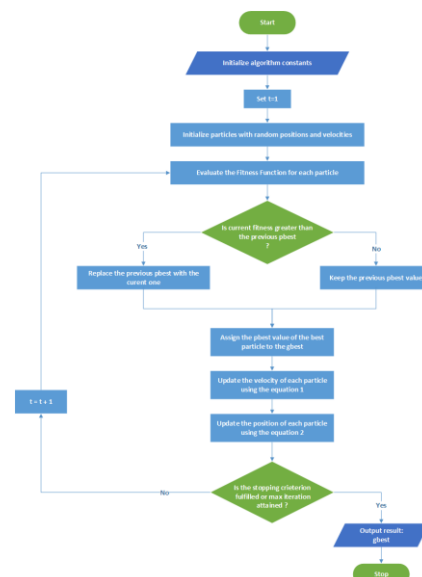 Start
Initialize algorithm constants
Set t=1
Initialize particles with random positions and velocities
Evaluate the Fitness Function for each particle
Is current fitness greater than
the previous pbest
?
Yes
No
Replace the previous pbest with the
curent one
Keep the previous pbest value
Assign the pbest value of the best
particle to the gbest
Update the velocity of each particle
using the equation 1
t = t + 1
Update the position of each particle
using the equation 2
Is the stopping crieterion
fulfilled or max iteration
attained ?
No
Yes
Output result:
gbest
Stop